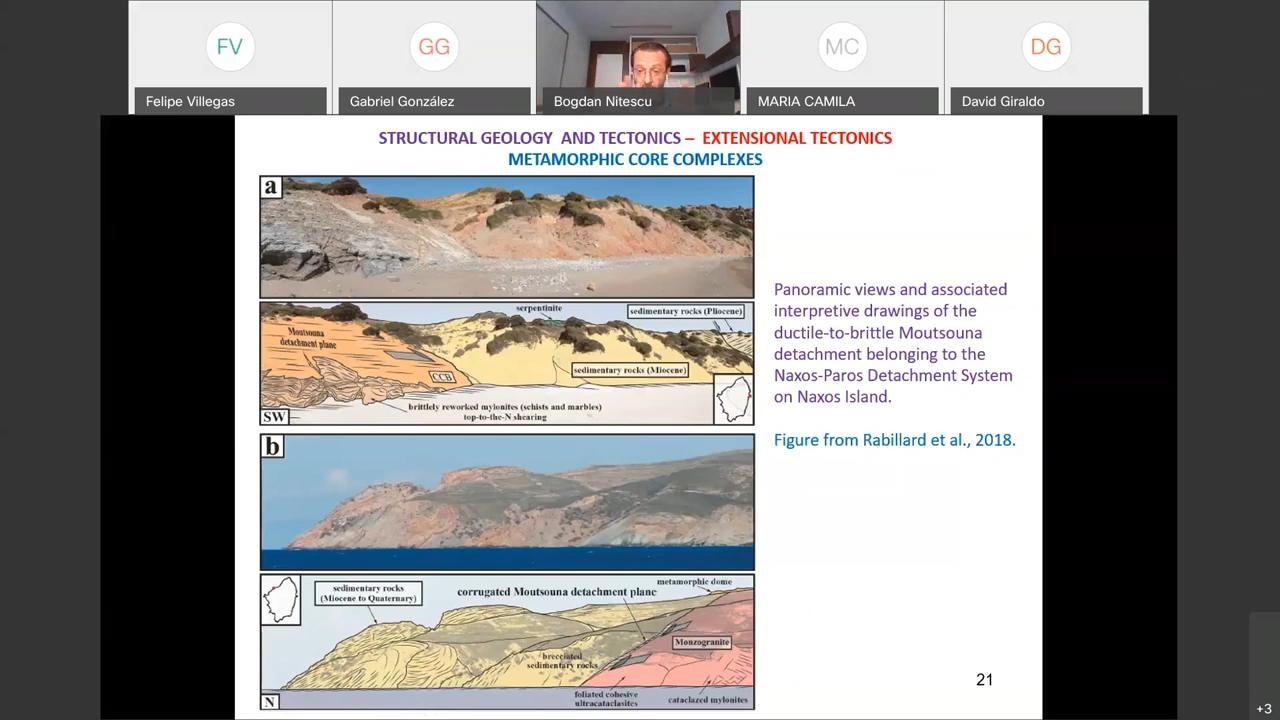 FV
GG
MC
DG
Felipe Villegas
Gabriel González
Bogdan Nitescu
MARIA CAMILA
David Giraldo
STRUCTURAL GEOLOGY AND TECTONICS – EXTENSIONAL TECTONICS
METAMORPHIC CORE COMPLEXES
a
serpentinite
sedimentary rocks (Pliocene)
Moutsouna
detachment plane
sedimentary rocks (Miocene)
CCB
brittlely reworked myionites (schists and marbles)
top-to-the-N shearing
SW
b
sedimentary rocks
(Miocene to Quaternary)
corrugated Moutsouna detachment plane
metamorphic dome
Monzogranite
brecciated
sedimentary rocks
foliated cohesive
ultracataclasites
cataclazed mylonites
N
Panoramic views and associated
interpretive drawings of the
ductile-to-brittle Moutsouna
detachment belonging to the
Naxos-Paros Detachment System
on Naxos Island.
Figure from Rabillard et al., 2018.
21
+3